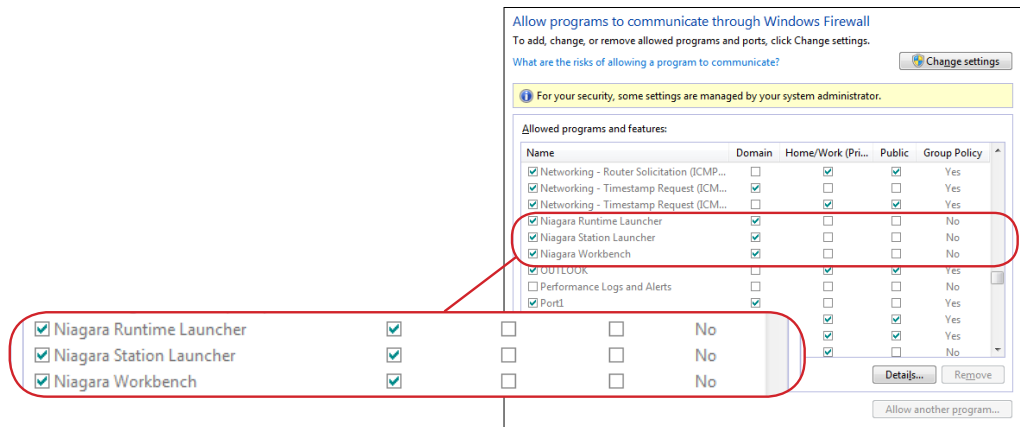 Allow programs to communicate through Windows Firewall
To add, change, or remove allowed programs and ports, click Change settings.
What are the risks of allowing a program to communicate?
Change settings
For your security, some settings are managed by your system administrator.
Allowed programs and features:
Name Domain Home/Work (Pri... Public Group Policy
Networking - Router Solicitation (ICMP... Yes
Networking - Timestamp Request (ICM... Yes
Networking - Timestamp Request (ICM... Yes
Niagara Runtime Launcher No
Niagara Station Launcher No
Niagara Workbench No
OUTLOOK Yes
Performance Logs and Alerts No
Port1 Yes
Yes
Yes
No
Details... Remove
Allow another program...
Niagara Runtime Launcher No
Niagara Station Launcher No
Niagara Workbench No